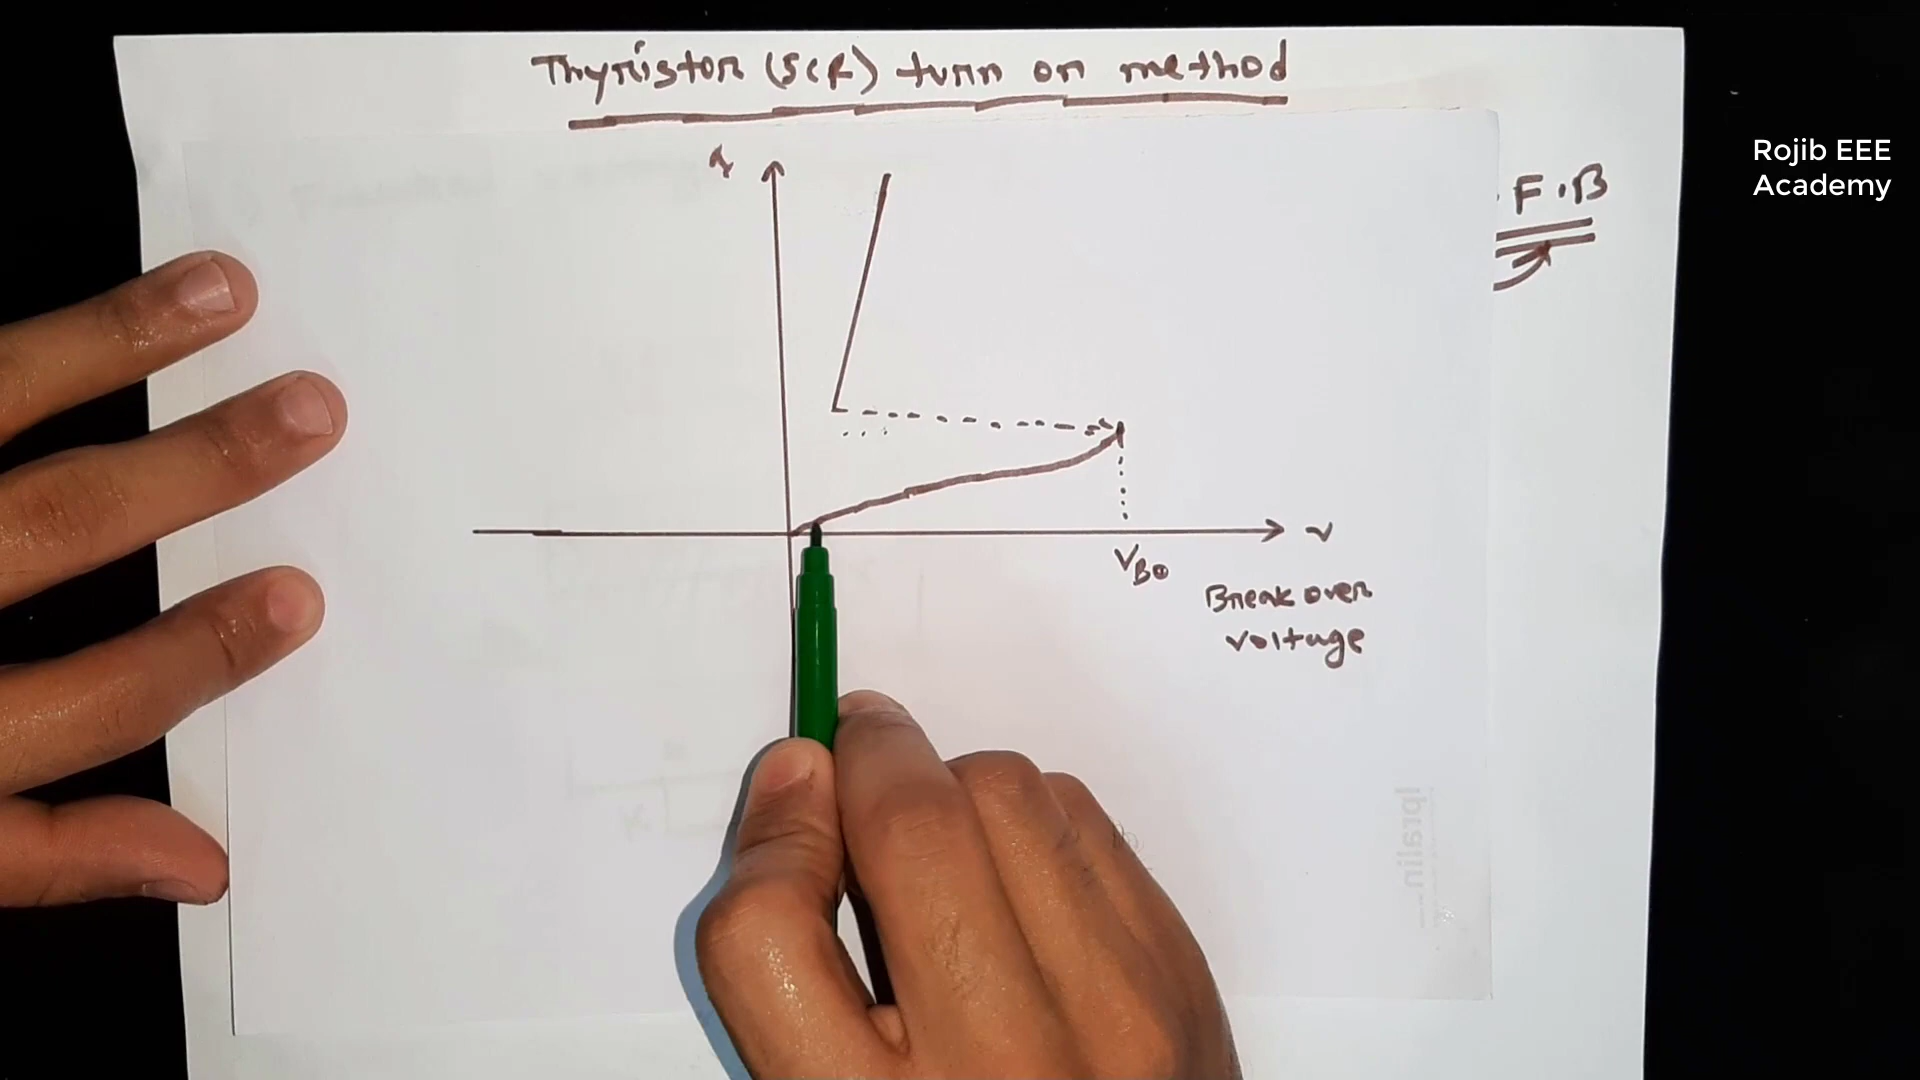 Thyristor (SCR) turn on method
Rojib EEE
Academy
F.B
V
VBO
Break over
voltage